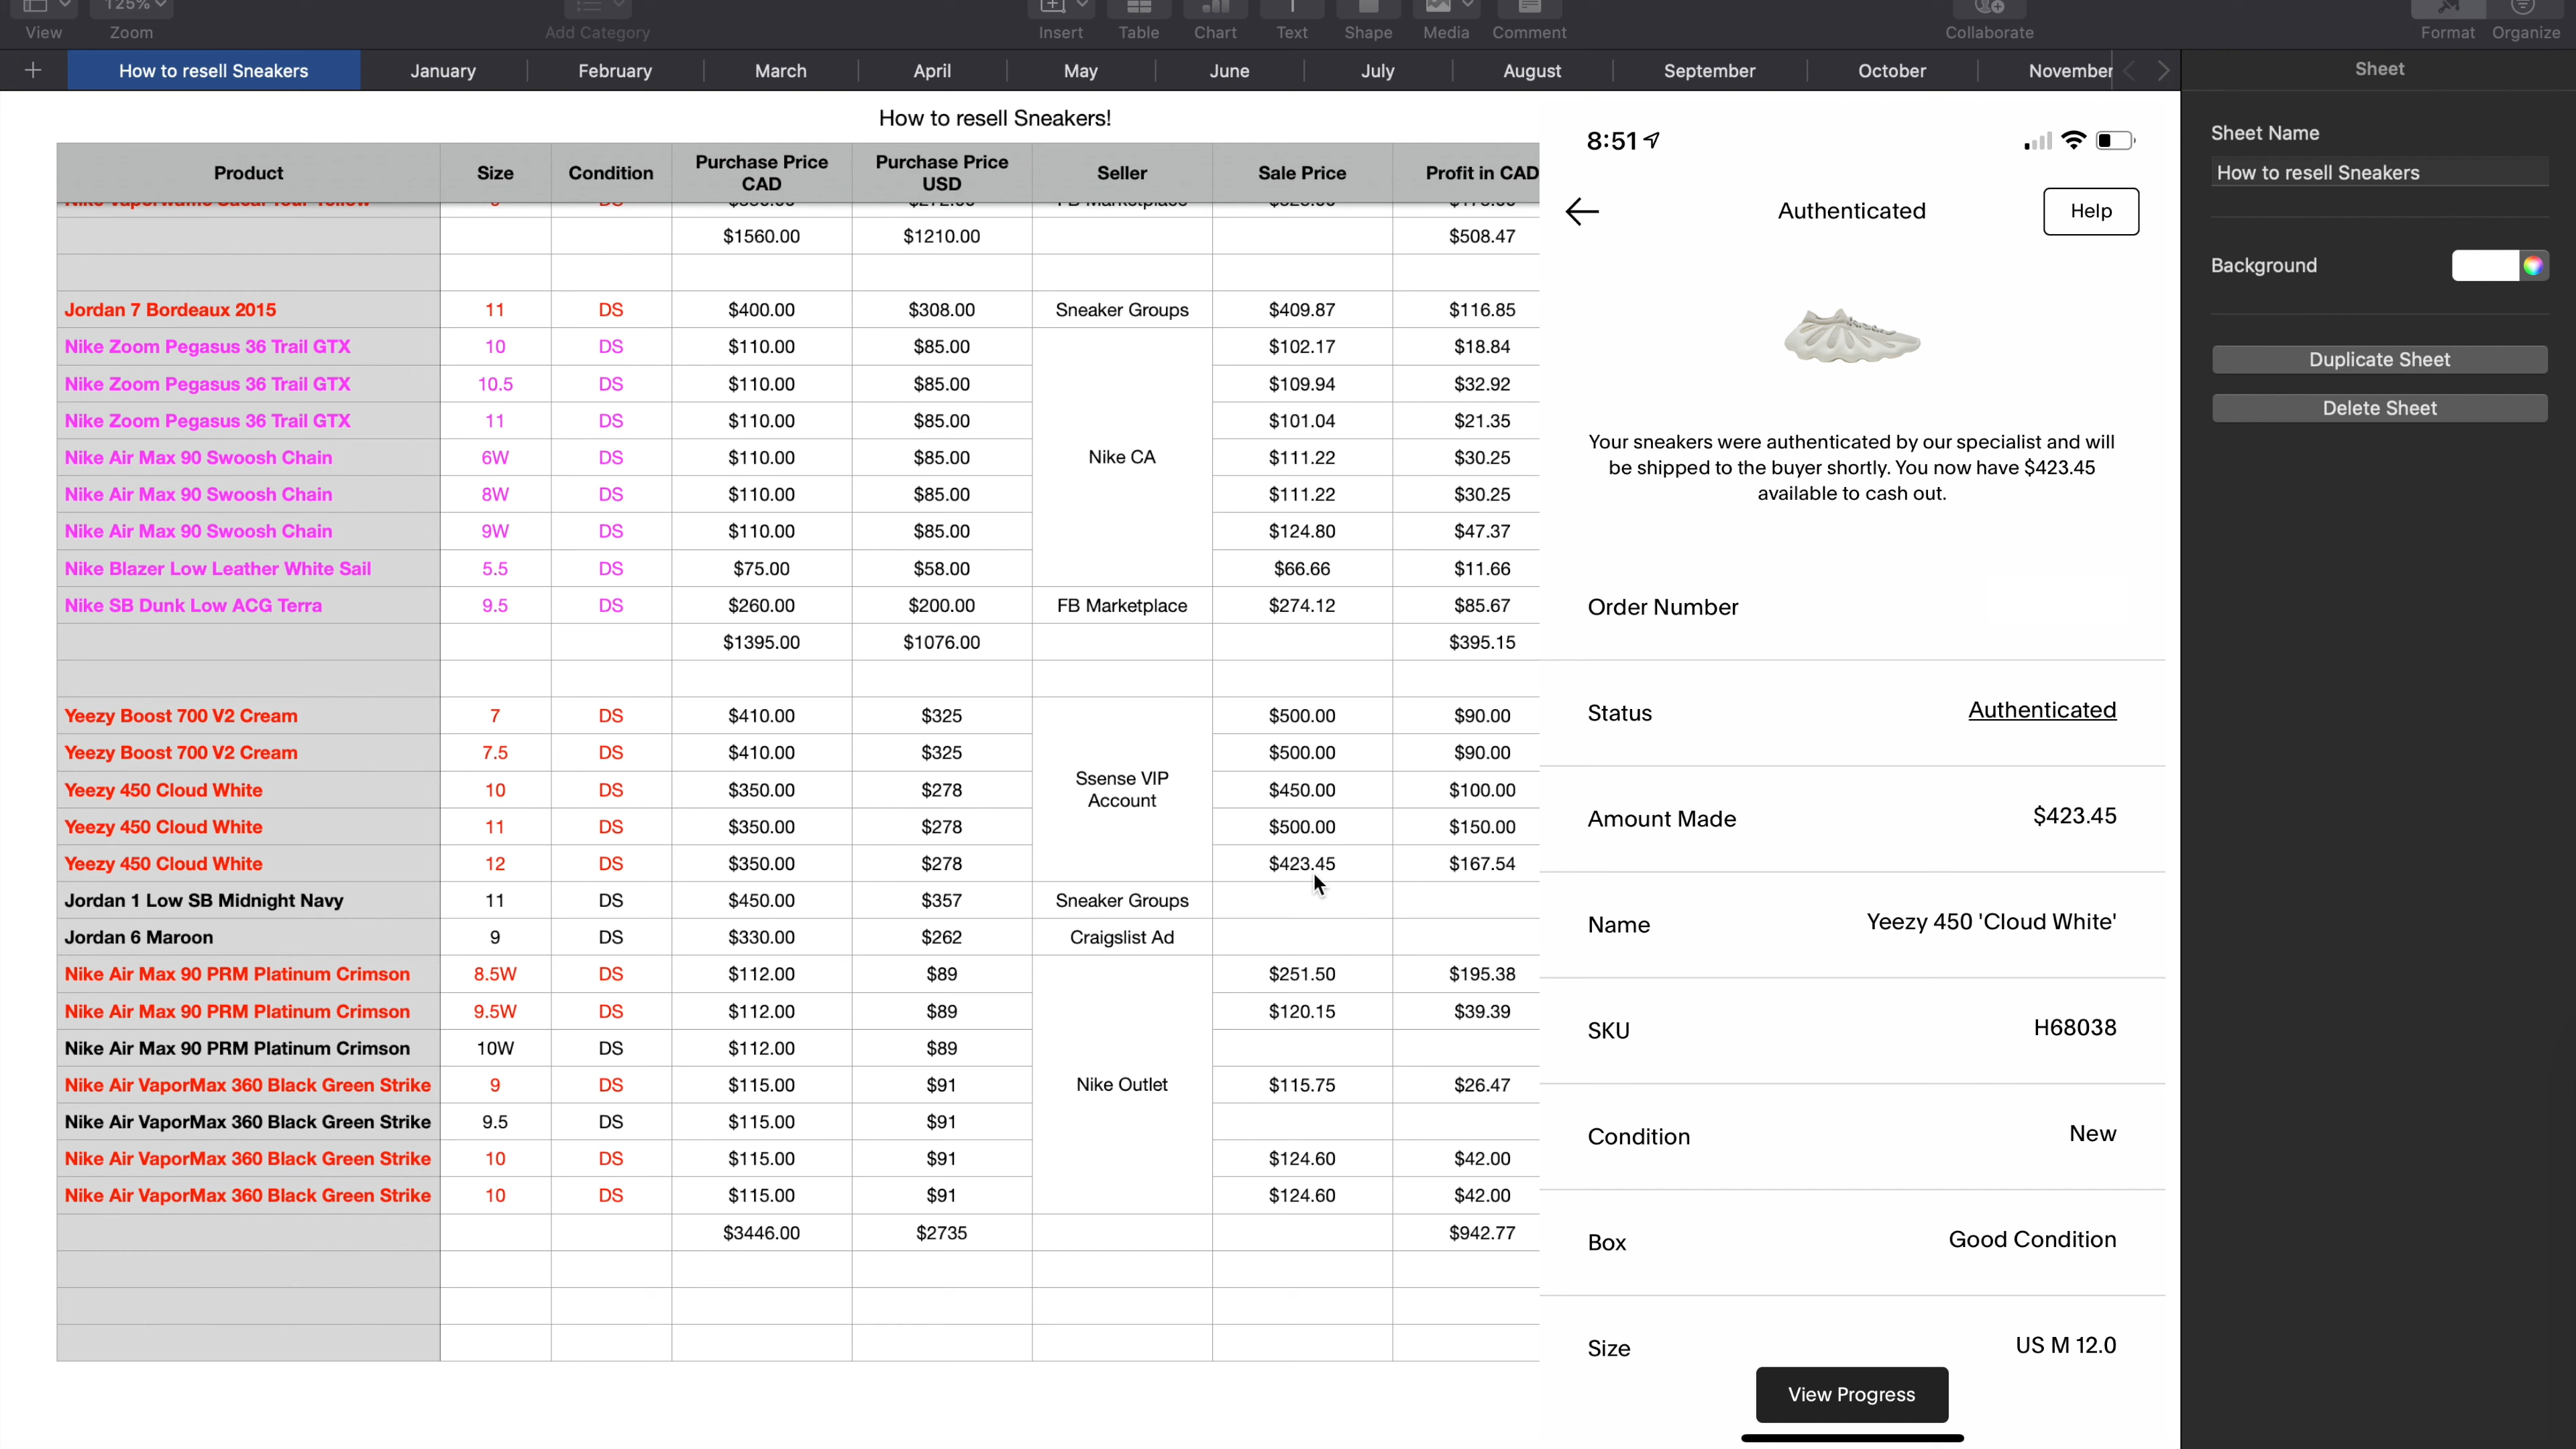 125%
View
Zoom
Add Category
Insert
Table
Chart
Text
Shape
Media
Comment
Collaborate
Format
Organize
How to resell Sneakers
January
February
March
April
May
June
July
August
September
October
November
Sheet
Sheet Name
How to resell Sneakers
Background
Duplicate Sheet
Delete Sheet
How to resell Sneakers!
Product Size Condition Purchase Price CAD Purchase Price USD Seller Sale Price Profit in CAD
$1560.00 $1210.00 $508.47
Jordan 7 Bordeaux 2015 11 DS $400.00 $308.00 Sneaker Groups $409.87 $116.85
Nike Zoom Pegasus 36 Trail GTX 10 DS $110.00 $85.00 $102.17 $18.84
Nike Zoom Pegasus 36 Trail GTX 10.5 DS $110.00 $85.00 $109.94 $32.92
Nike Zoom Pegasus 36 Trail GTX 11 DS $110.00 $85.00 $101.04 $21.35
Nike Air Max 90 Swoosh Chain 6W DS $110.00 $85.00 Nike CA $111.22 $30.25
Nike Air Max 90 Swoosh Chain 8W DS $110.00 $85.00 $111.22 $30.25
Nike Air Max 90 Swoosh Chain 9W DS $110.00 $85.00 $124.80 $47.37
Nike Blazer Low Leather White Sail 5.5 DS $75.00 $58.00 $66.66 $11.66
Nike SB Dunk Low ACG Terra 9.5 DS $260.00 $200.00 FB Marketplace $274.12 $85.67
$1395.00 $1076.00 $395.15
Yeezy Boost 700 V2 Cream 7 DS $410.00 $325 $500.00 $90.00
Yeezy Boost 700 V2 Cream 7.5 DS $410.00 $325 $500.00 $90.00
Yeezy 450 Cloud White 10 DS $350.00 $278 Ssense VIP Account $450.00 $100.00
Yeezy 450 Cloud White 11 DS $350.00 $278 $500.00 $150.00
Yeezy 450 Cloud White 12 DS $350.00 $278 $423.45 $167.54
Jordan 1 Low SB Midnight Navy 11 DS $450.00 $357 Sneaker Groups
Jordan 6 Maroon 9 DS $330.00 $262 Craigslist Ad
Nike Air Max 90 PRM Platinum Crimson 8.5W DS $112.00 $89 $251.50 $195.38
Nike Air Max 90 PRM Platinum Crimson 9.5W DS $112.00 $89 $120.15 $39.39
Nike Air Max 90 PRM Platinum Crimson 10W DS $112.00 $89
Nike Air VaporMax 360 Black Green Strike 9 DS $115.00 $91 Nike Outlet $115.75 $26.47
Nike Air VaporMax 360 Black Green Strike 9.5 DS $115.00 $91
Nike Air VaporMax 360 Black Green Strike 10 DS $115.00 $91 $124.60 $42.00
Nike Air VaporMax 360 Black Green Strike 10 DS $115.00 $91 $124.60 $42.00
$3446.00 $2735 $942.77
8:51
Authenticated
Help
Your sneakers were authenticated by our specialist and will
be shipped to the buyer shortly. You now have $423.45
available to cash out.
Order Number
Status Authenticated
Amount Made $423.45
Name Yeezy 450 'Cloud White'
SKU H68038
Condition New
Box Good Condition
Size US M 12.0
View Progress